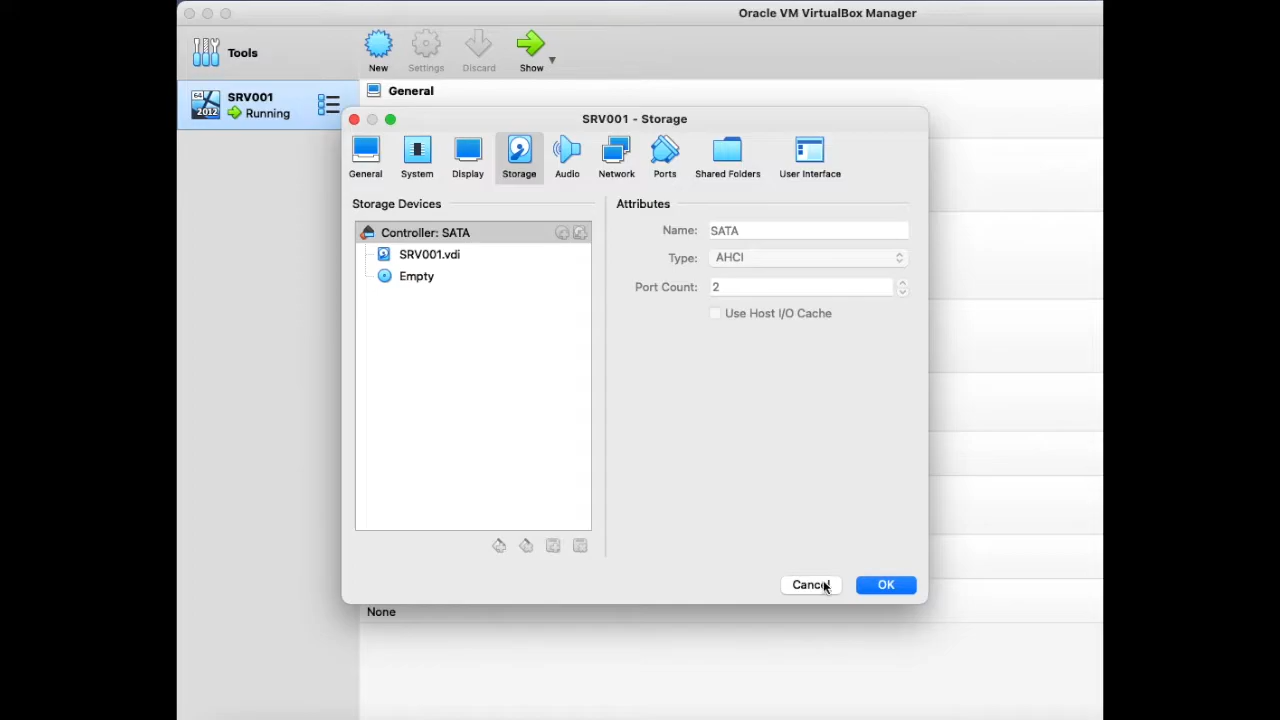 Oracle VM VirtualBox Manager
Tools
New
Settings
Discard
Show
64
2012
SRV001
Running
General
SRV001 - Storage
General
System
Display
Storage
Audio
Network
Ports
Shared Folders
User Interface
Storage Devices
Attributes
Controller: SATA
SRV001.vdi
Empty
Name: SATA
Type: AHCI
Port Count: 2
Use Host I/O Cache
Cancel
OK
None